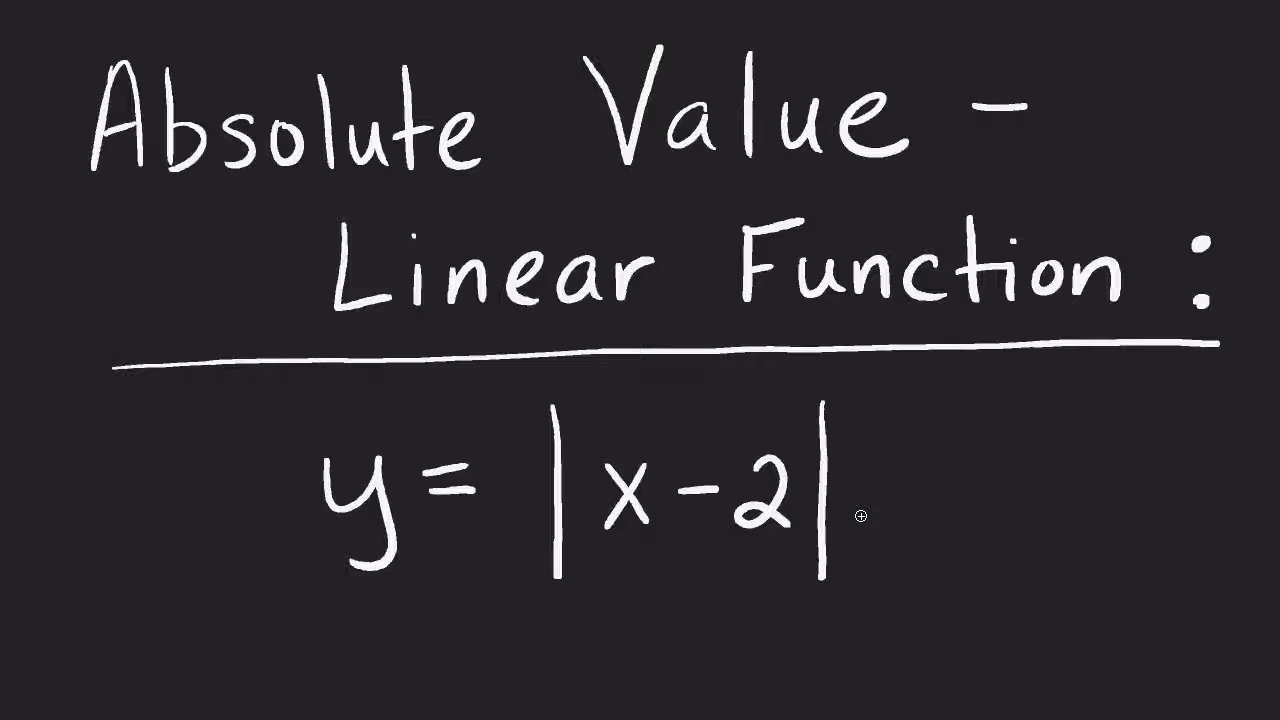 Absolute Value -
Linear Function :
y = |x - 2|